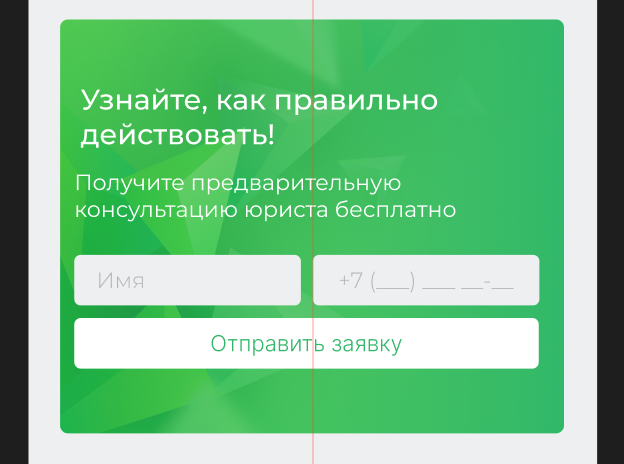 Узнайте, как правильно
действовать!
Получите предварительную
консультацию юриста бесплатно
Имя
+7 (___) ___ __-__
Отправить заявку